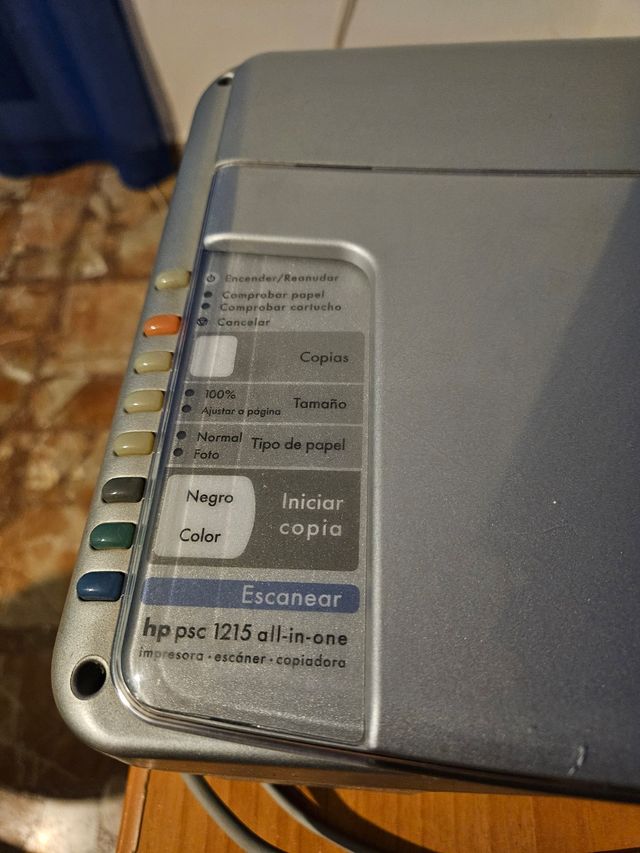 Encender/Reanudar
Comprobar papel
Comprobar cartucho
Cancelar
Copias
100%
Ajustar a página
Tamaño
Normal
Foto
Tipo de papel
Negro
Color
Iniciar
copia
Escanear
hp psc 1215 all-in-one
impresora · escáner · copiadora